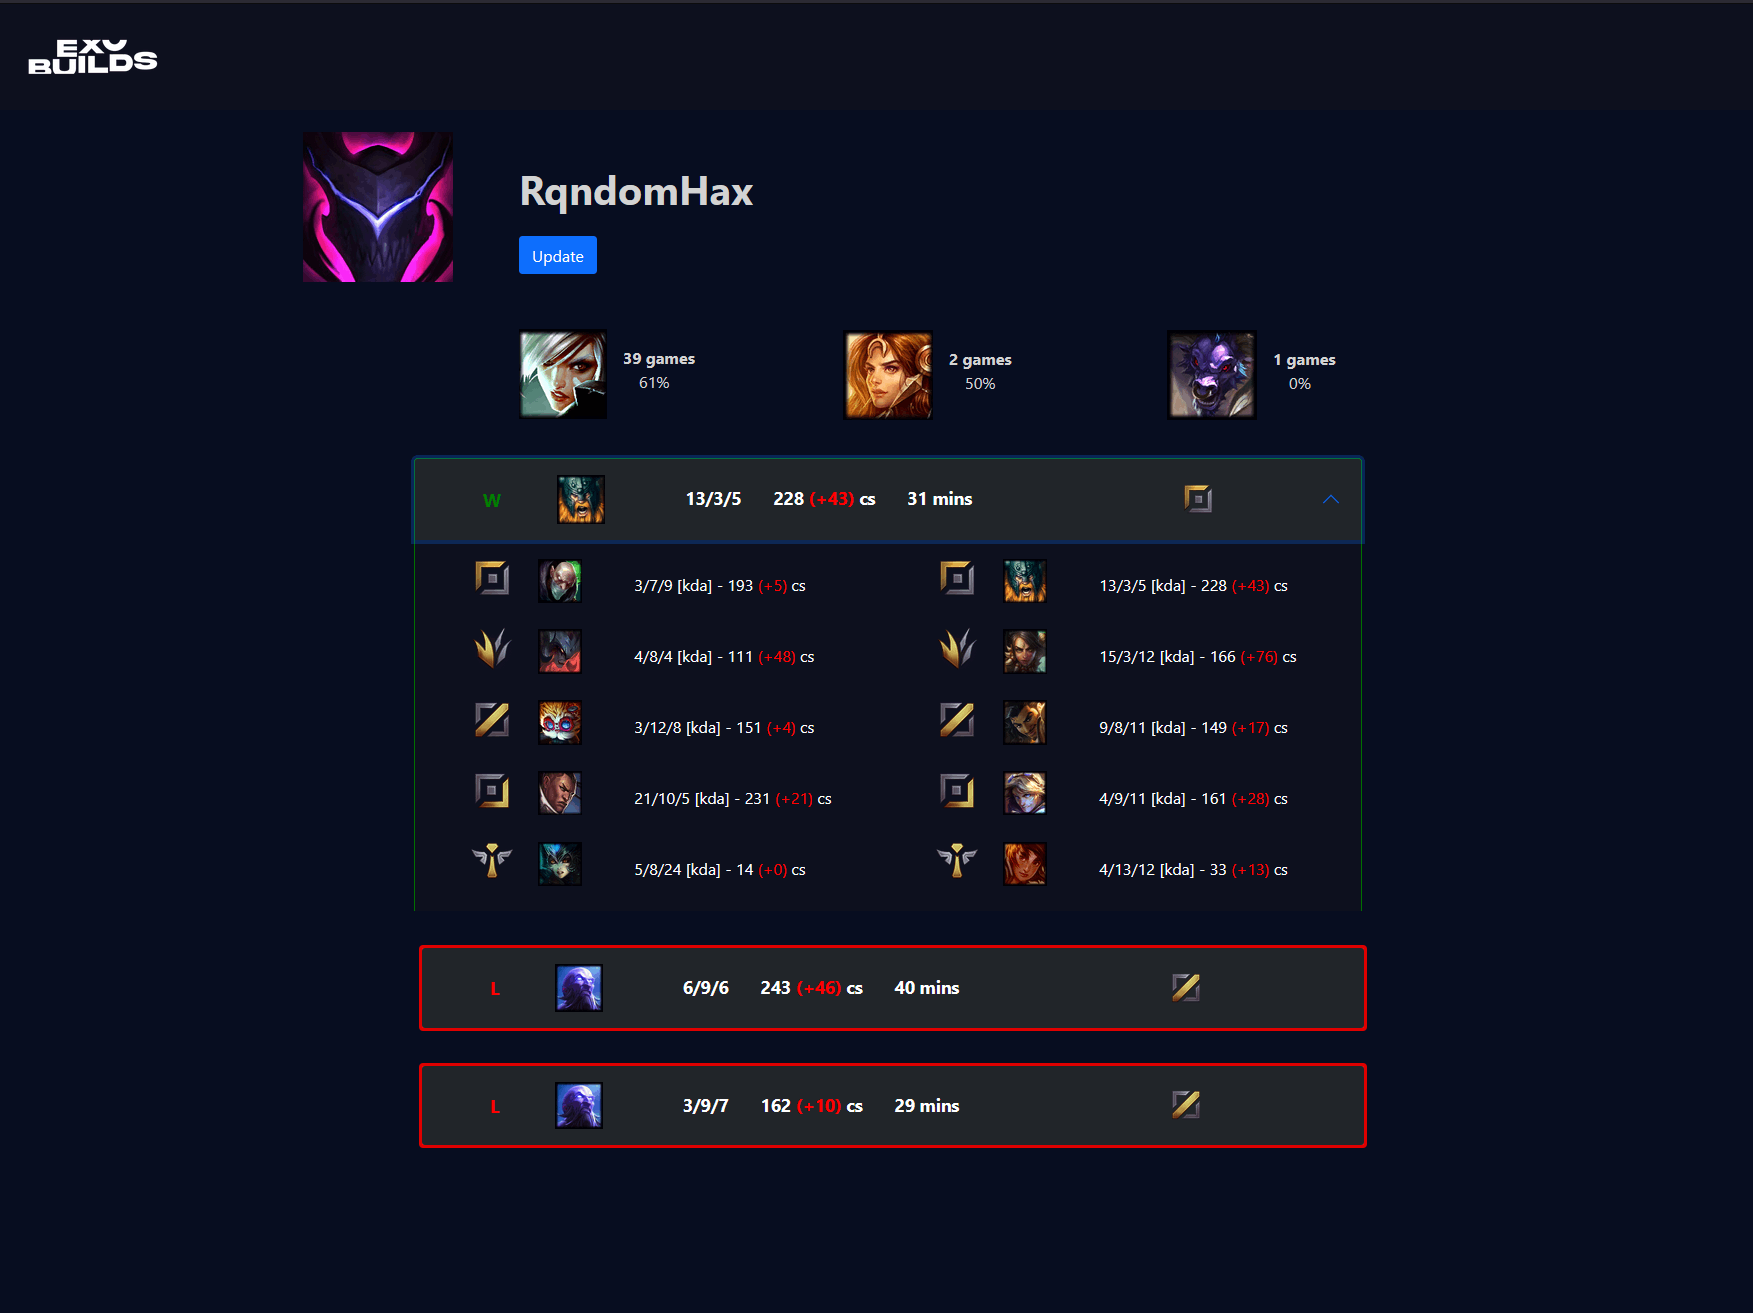 EXU
BUILDS
RqndomHax
Update
39 games
61%
2 games
50%
1 games
0%
W 13/3/5 228 (+43) cs 31 mins
3/7/9 [kda] - 193 (+5) cs
13/3/5 [kda] - 228 (+43) cs
4/8/4 [kda] - 111 (+48) cs
15/3/12 [kda] - 166 (+76) cs
3/12/8 [kda] - 151 (+4) cs
9/8/11 [kda] - 149 (+17) cs
21/10/5 [kda] - 231 (+21) cs
4/9/11 [kda] - 161 (+28) cs
5/8/24 [kda] - 14 (+0) cs
4/13/12 [kda] - 33 (+13) cs
L 6/9/6 243 (+46) cs 40 mins
L 3/9/7 162 (+10) cs 29 mins